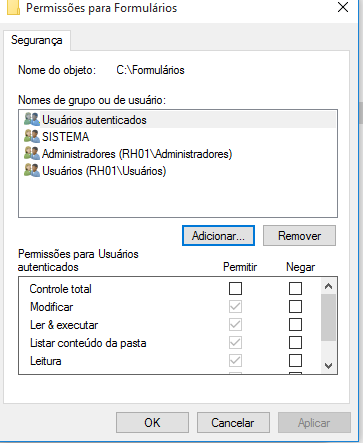 Permissões para Formulários
Segurança
Nome do objeto: C:\Formulários
Nomes de grupo ou de usuário:
Usuários autenticados
SISTEMA
Administradores (RH01\Administradores)
Usuários (RH01\Usuários)
Adicionar... Remover
Permissões para Usuários
autenticados Permitir Negar
Controle total
Modificar
Ler & executar
Listar conteúdo da pasta
Leitura
OK Cancelar Aplicar